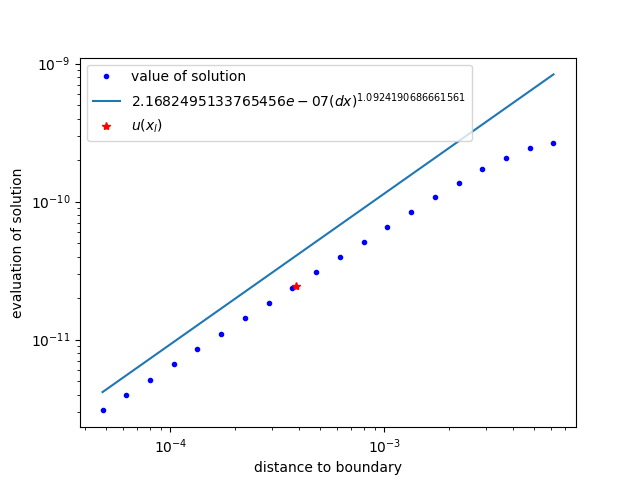 10⁻⁹
10⁻¹⁰
10⁻¹¹
evaluation of solution
value of solution
2.1682495133765456e − 07(dx)^1.0924190686661561
u(x_l)
10⁻⁴
10⁻³
distance to boundary